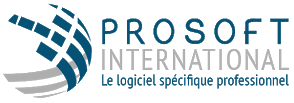 PROSOFT
INTERNATIONAL
Le logiciel spécifique professionnel